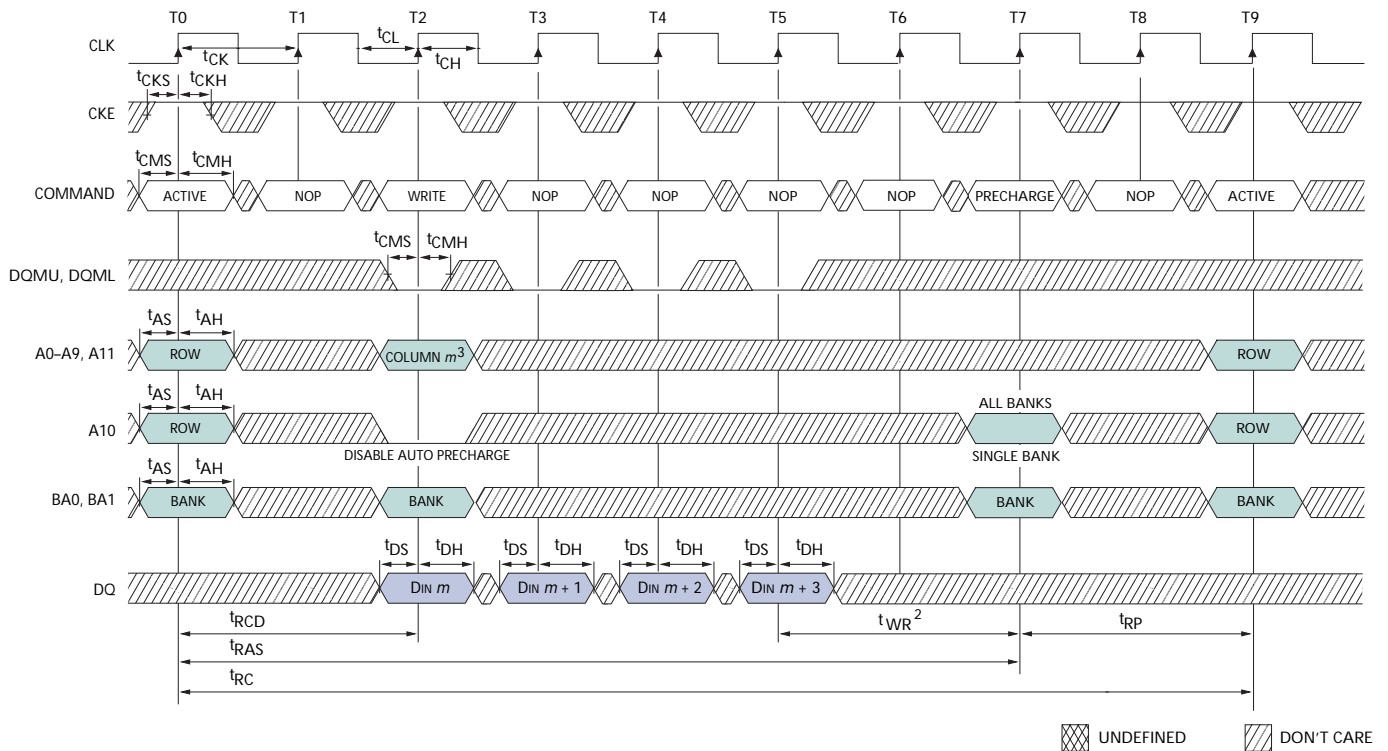 T0 T1 T2 T3 T4 T5 T6 T7 T8 T9
CLK
tCK tCL tCH
tCKS tCKH
CKE
tCMS tCMH
COMMAND ACTIVE NOP WRITE NOP NOP NOP NOP PRECHARGE NOP ACTIVE
tCMS tCMH
DQMU, DQML
tAS tAH
A0–A9, A11 ROW COLUMN m3 ROW
tAS tAH ALL BANKS
A10 ROW ROW
DISABLE AUTO PRECHARGE SINGLE BANK
tAS tAH
BA0, BA1 BANK BANK BANK BANK
tDS tDH tDS tDH tDS tDH tDS tDH
DQ DIN m DIN m + 1 DIN m + 2 DIN m + 3
tRCD tWR2 tRP
tRAS
tRC
UNDEFINED DON'T CARE